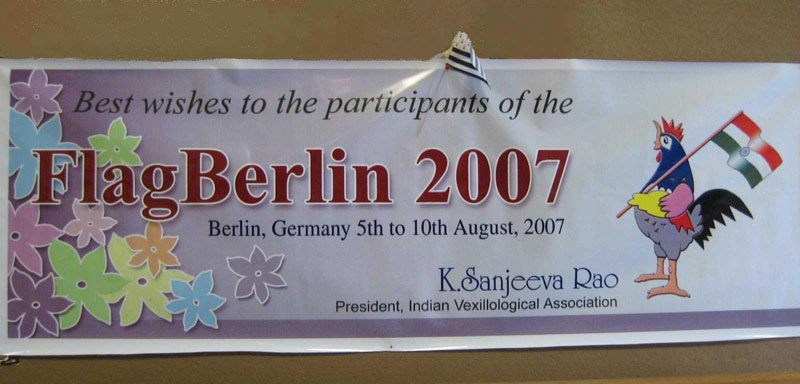 Best wishes to the participants of the
FlagBerlin 2007
Berlin, Germany 5th to 10th August, 2007
K.Sanjeeva Rao
President, Indian Vexillological Association